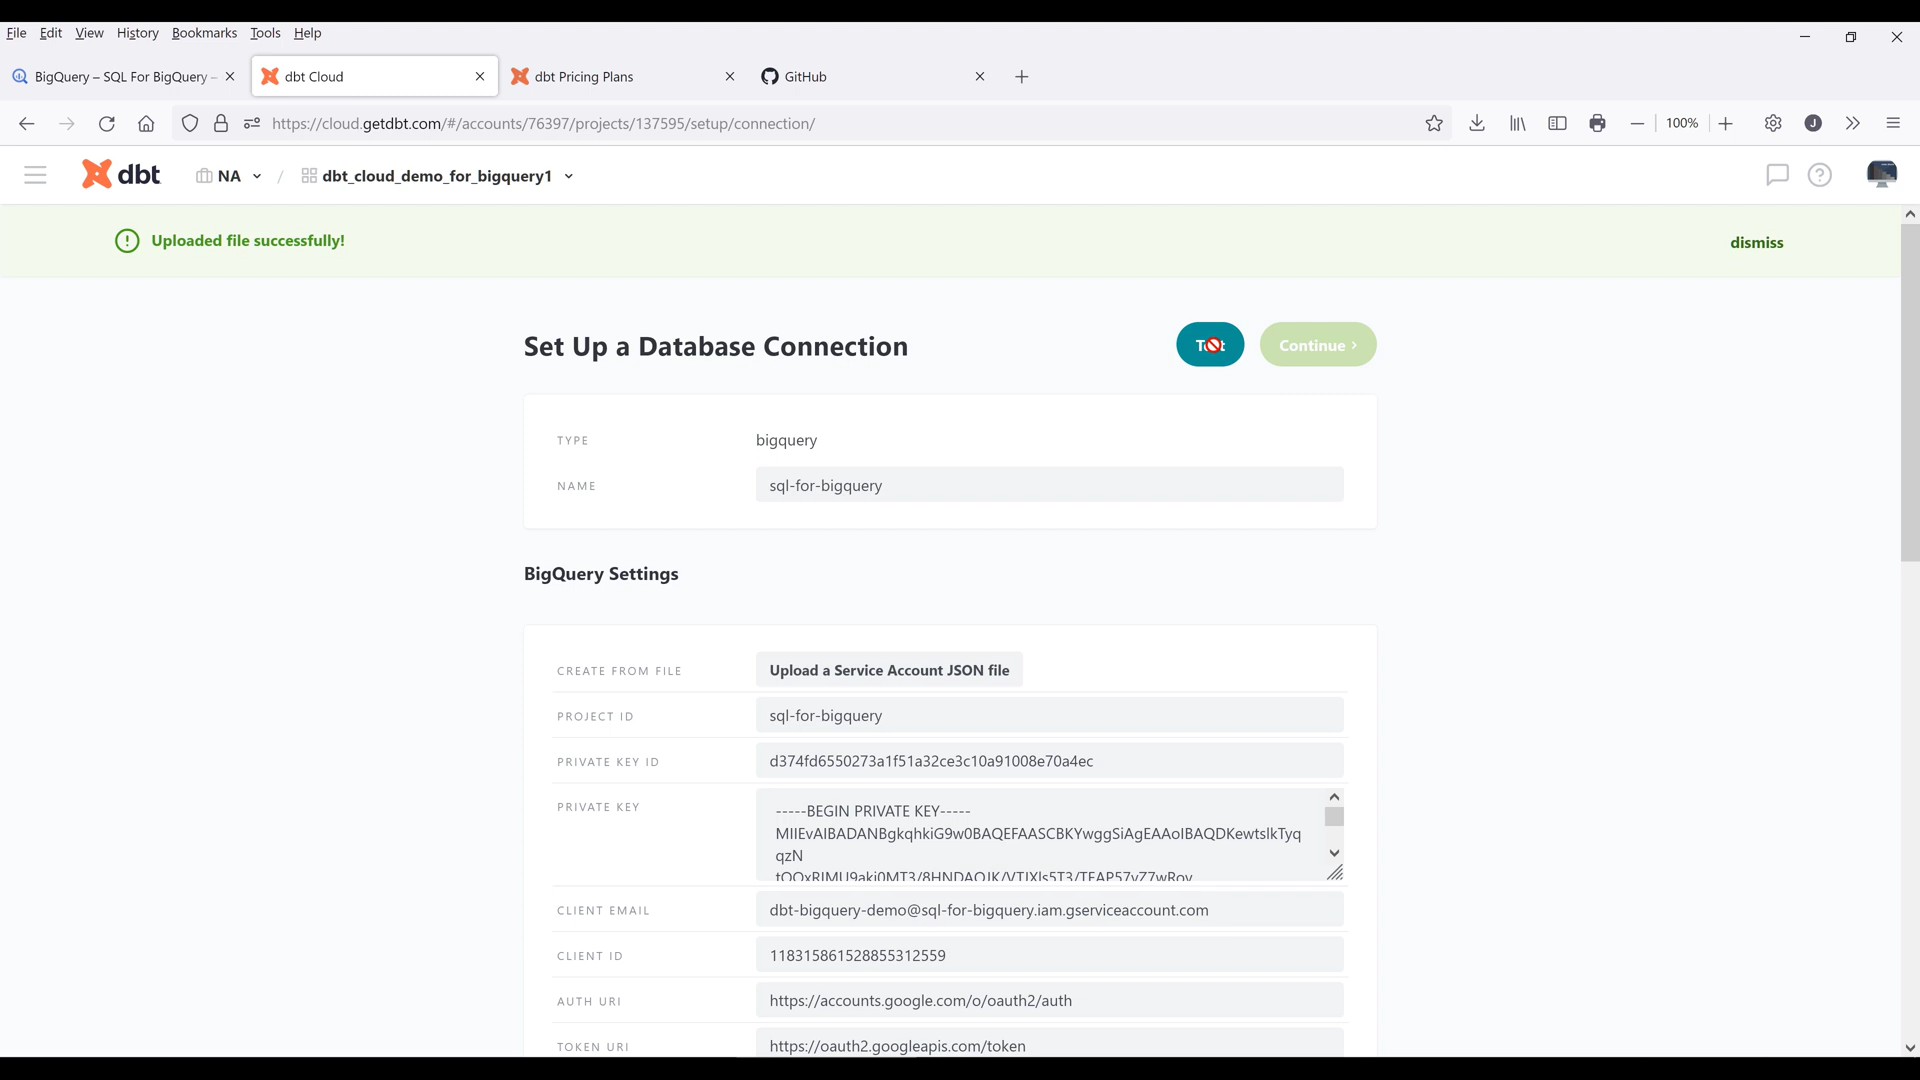 File Edit View History Bookmarks Tools Help
BigQuery – SQL For BigQuery –
dbt Cloud
dbt Pricing Plans
GitHub
https://cloud.getdbt.com/#/accounts/76397/projects/137595/setup/connection/
100%
J
dbt
NA
/
dbt_cloud_demo_for_bigquery1
Uploaded file successfully!
dismiss
Set Up a Database Connection
Continue ›
TYPE
bigquery
NAME
sql-for-bigquery
BigQuery Settings
CREATE FROM FILE
Upload a Service Account JSON file
PROJECT ID
sql-for-bigquery
PRIVATE KEY ID
d374fd6550273a1f51a32ce3c10a91008e70a4ec
PRIVATE KEY
-----BEGIN PRIVATE KEY-----
MIIEvAIBADANBgkqhkiG9w0BAQEFAASCBKYwggSiAgEAAoIBAQDKewtslkTyq
qzN
CLIENT EMAIL
dbt-bigquery-demo@sql-for-bigquery.iam.gserviceaccount.com
CLIENT ID
118315861528855312559
AUTH URI
https://accounts.google.com/o/oauth2/auth
TOKEN URI
https://oauth2.googleapis.com/token